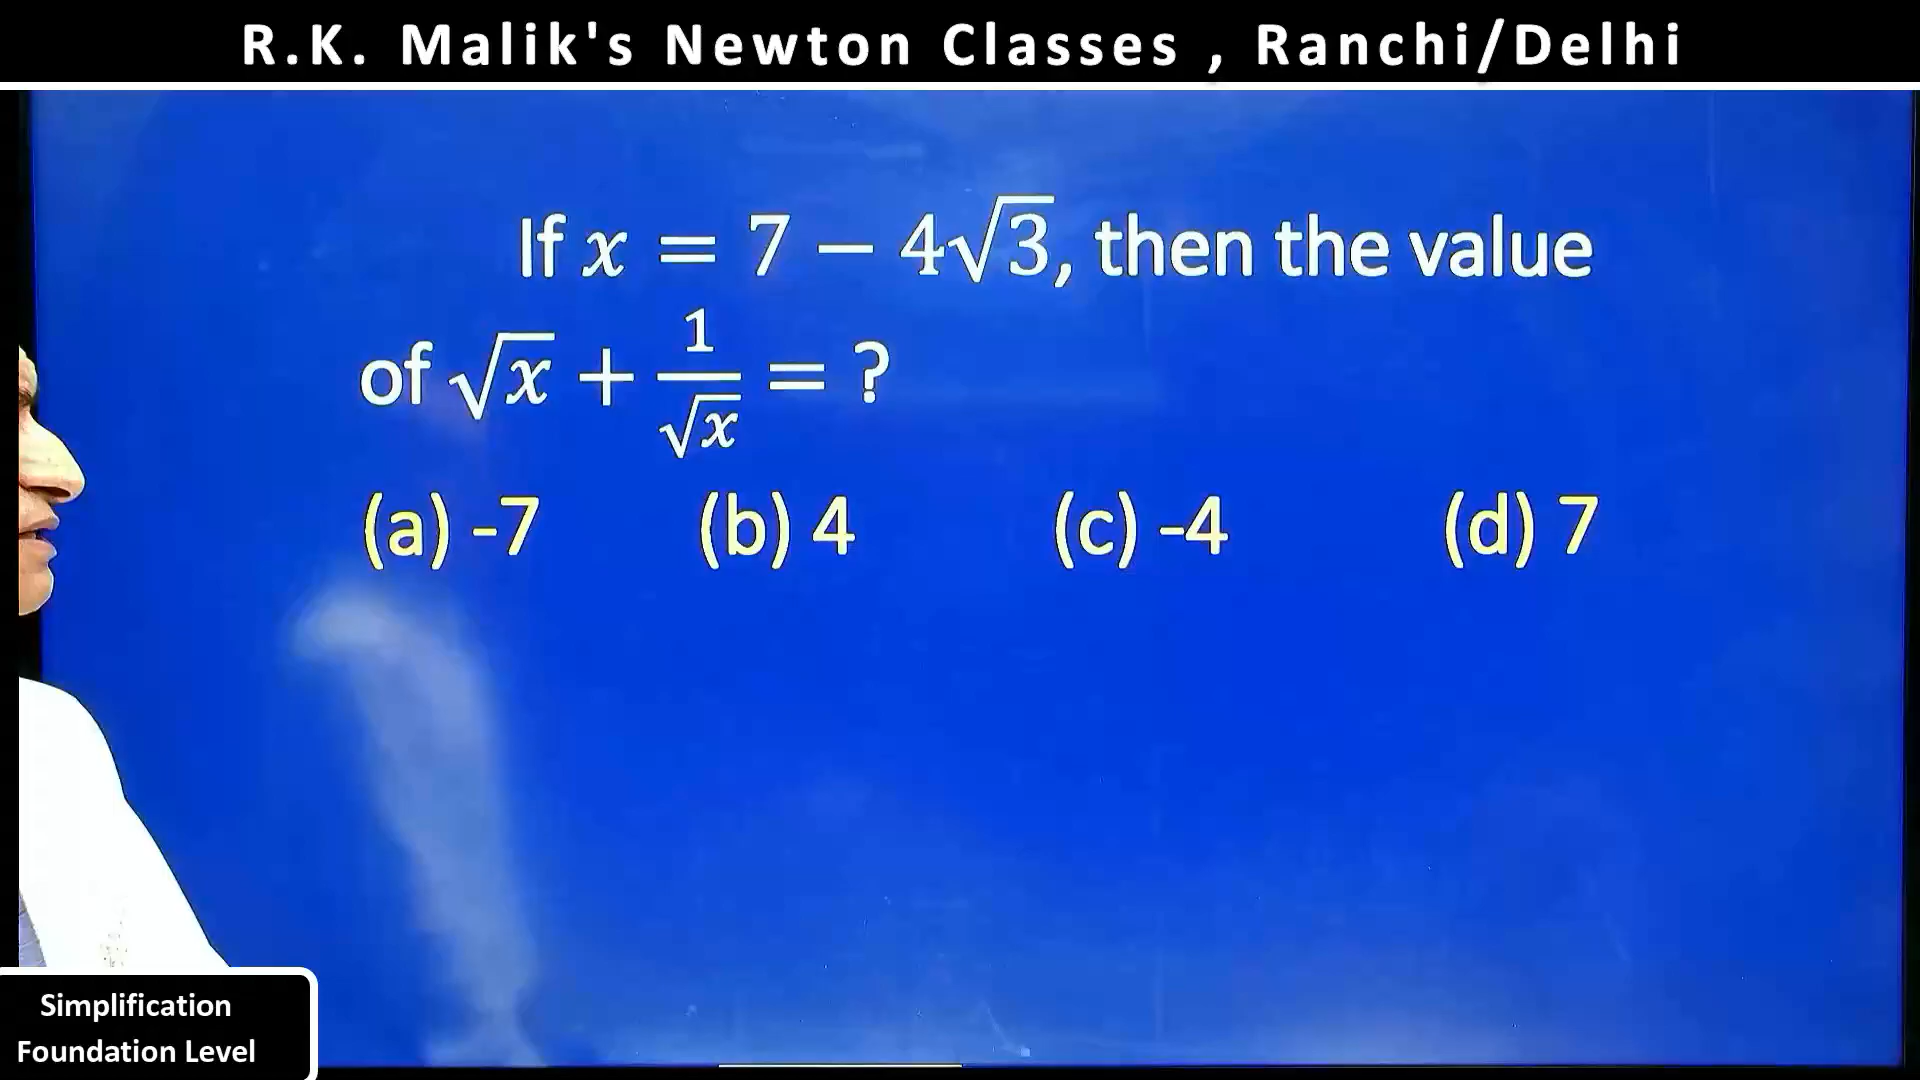 R.K. Malik's Newton Classes , Ranchi/Delhi
If x = 7 − 4√3, then the value
of √x + 1/√x = ?
(a) -7 (b) 4 (c) -4 (d) 7
Simplification
Foundation Level